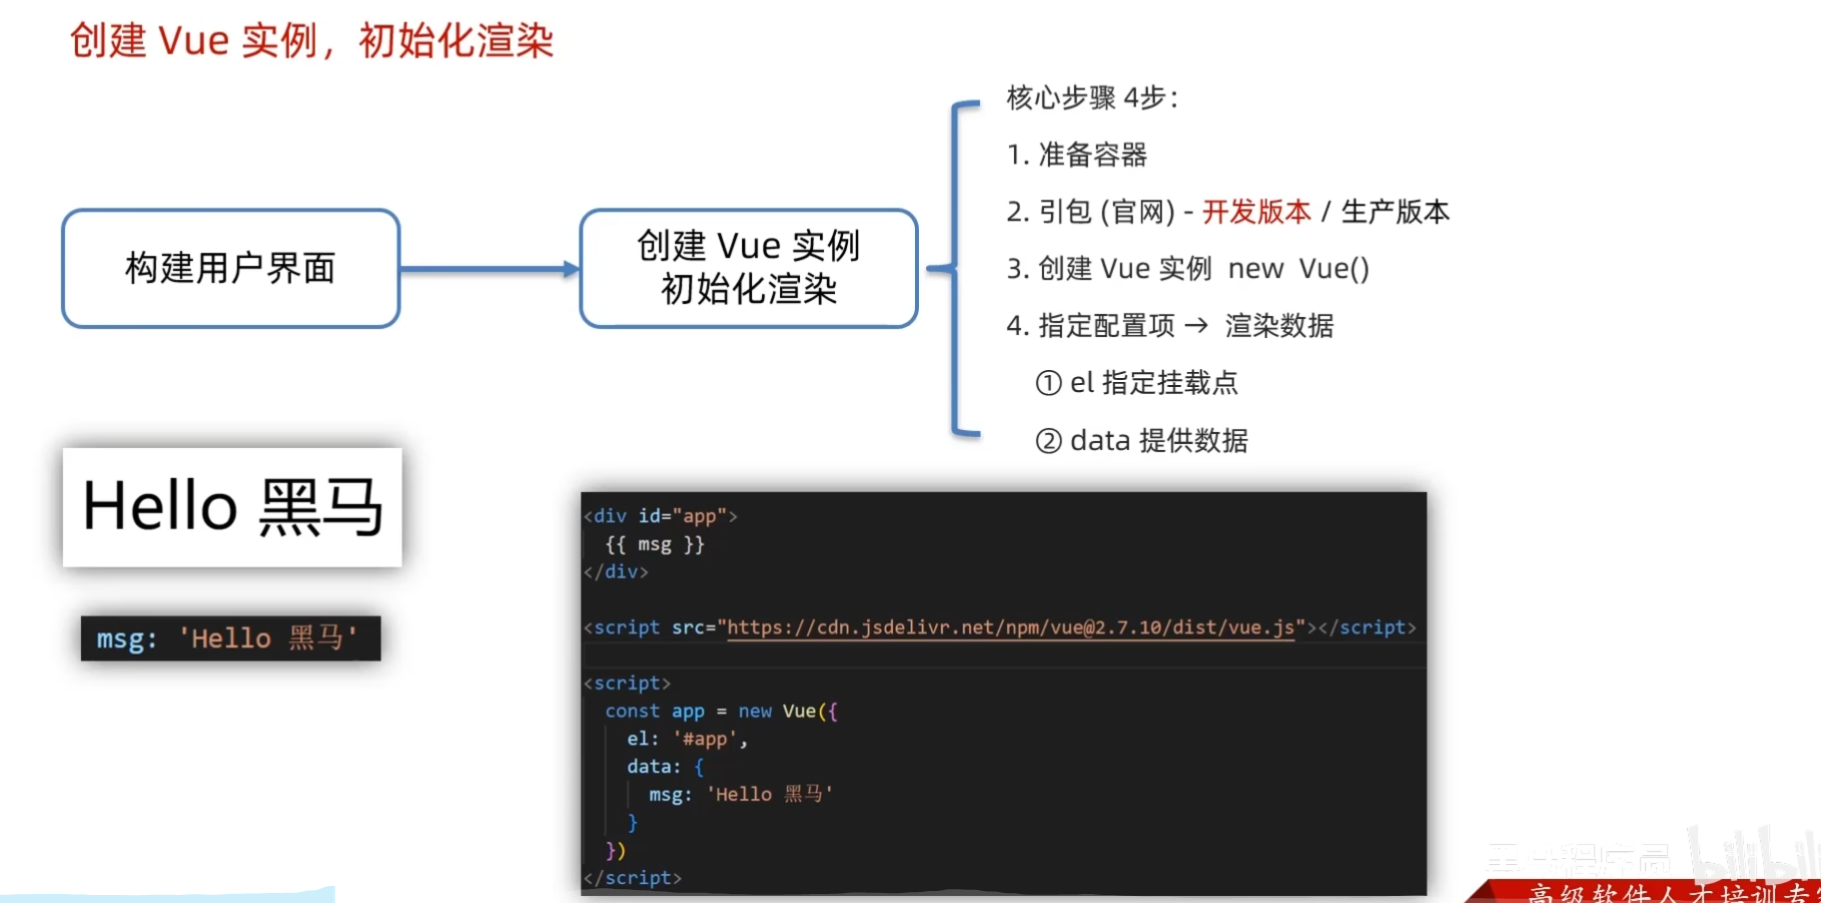 创建 Vue 实例，初始化渲染
构建用户界面
创建 Vue 实例
初始化渲染
核心步骤 4步：
1. 准备容器
2. 引包 (官网) - 开发版本 / 生产版本
3. 创建 Vue 实例 new Vue()
4. 指定配置项 → 渲染数据
① el 指定挂载点
② data 提供数据
Hello 黑马
msg: 'Hello 黑马'
<div id="app">
{{ msg }}
</div>
<script src="https://cdn.jsdelivr.net/npm/vue@2.7.10/dist/vue.js"></script>
<script>
const app = new Vue({
el: '#app',
data: {
msg: 'Hello 黑马'
}
})
</script>
bilibili
高级软件人才培训专